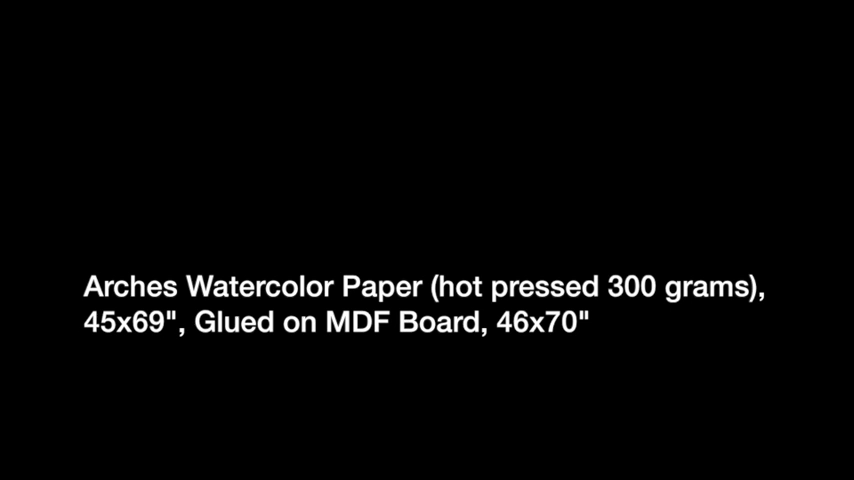 Arches Watercolor Paper (hot pressed 300 grams),
45x69", Glued on MDF Board, 46x70"